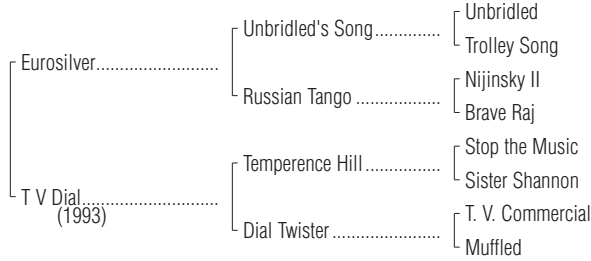 Unbridled
Unbridled's Song..............
Trolley Song
Eurosilver...........................
Nijinsky II
Russian Tango ..................
Brave Raj
Stop the Music
Temperence Hill................
Sister Shannon
T V Dial..............................
(1993)
T. V. Commercial
Dial Twister .......................
Muffled